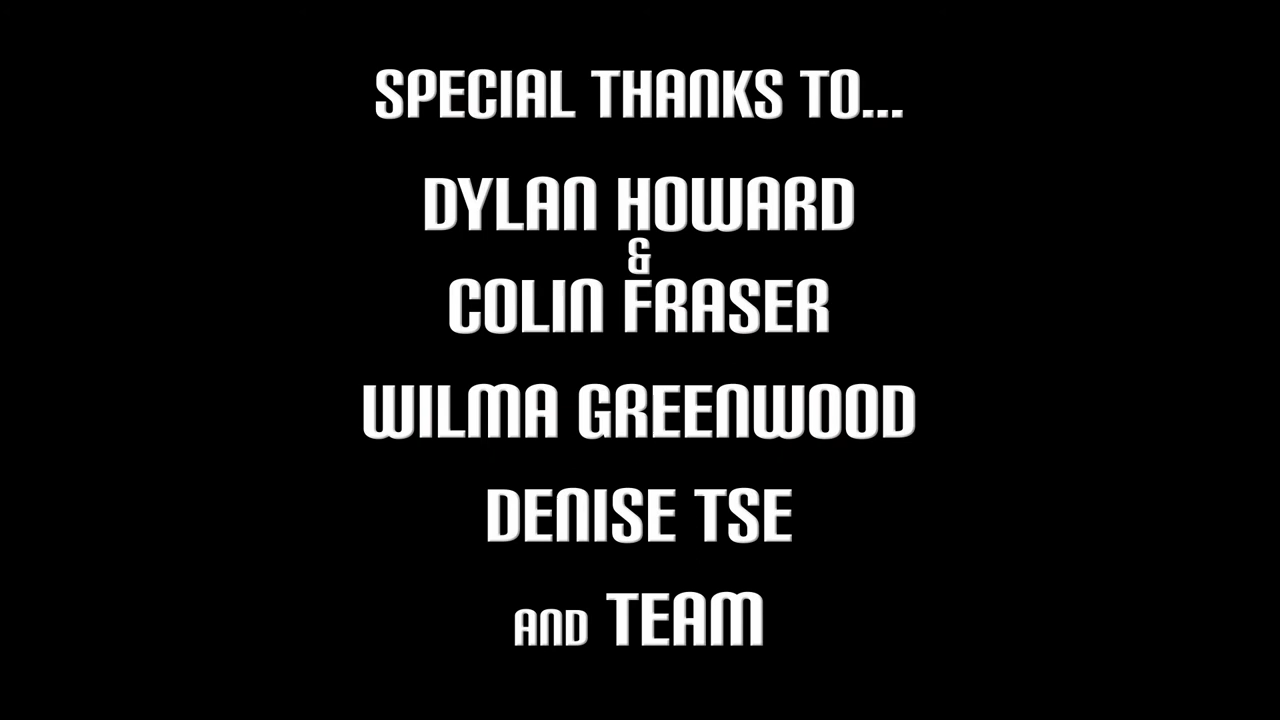 SPECIAL THANKS TO...
DYLAN HOWARD
&
COLIN FRASER
WILMA GREENWOOD
DENISE TSE
AND TEAM